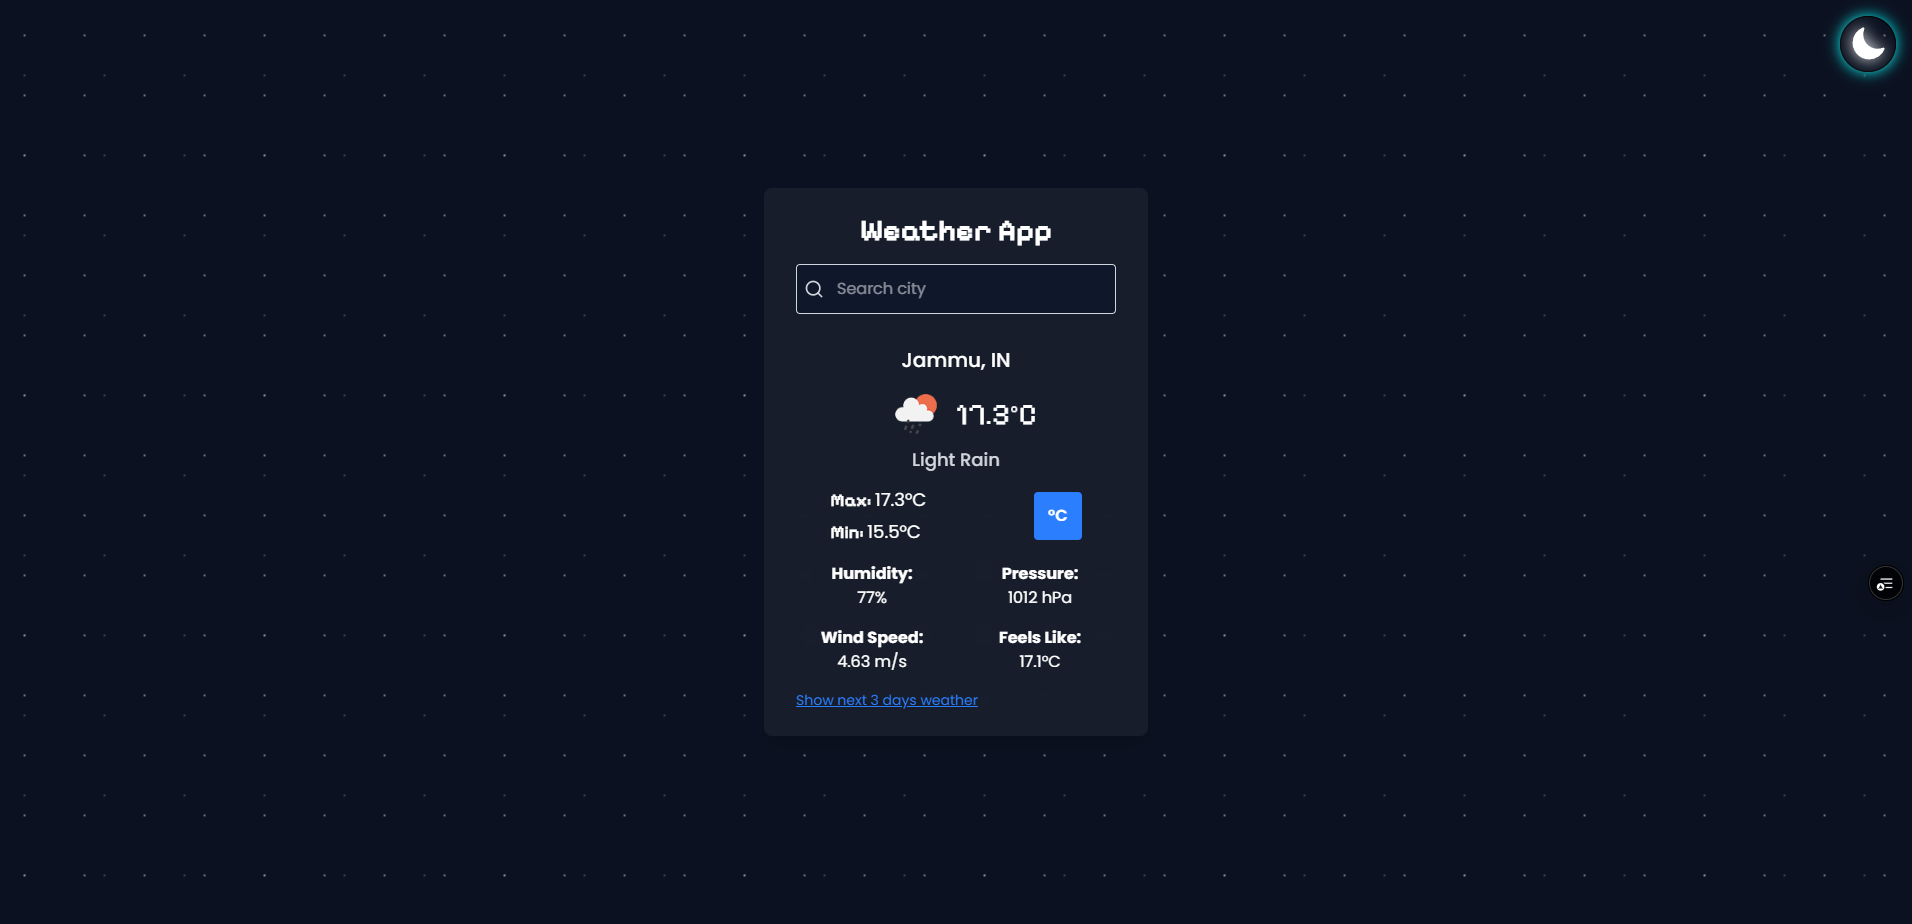 Weather App
Search city
Jammu, IN
17.3°C
Light Rain
Max: 17.3°C
°C
Min: 15.5°C
Humidity:
77%
Pressure:
1012 hPa
Wind Speed:
4.63 m/s
Feels Like:
17.1°C
Show next 3 days weather